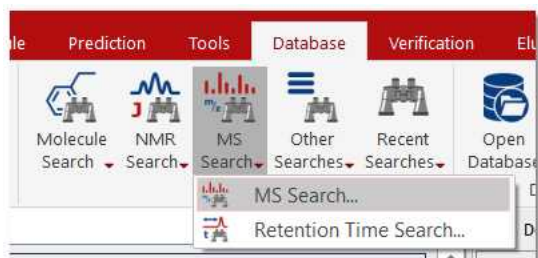 Prediction Tools Database Verification
Molecule Search
NMR Search
MS Search
Other Searches
Recent Searches
Open Database
MS Search...
Retention Time Search...